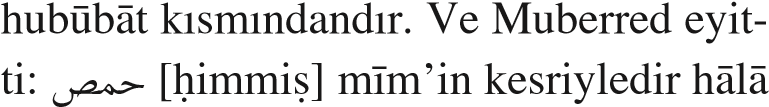 hubūbāt kısmındandır. Ve Muberred eyit-
ti: حمص [ḥimmiṣ] mīm’in kesriyledir hālā